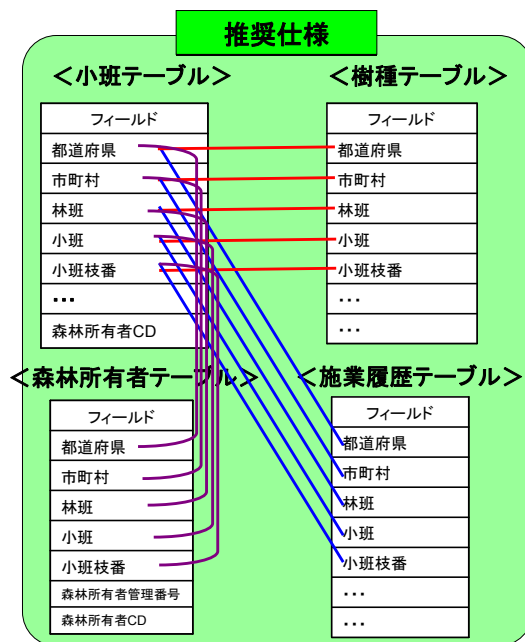 推奨仕様
＜小班テーブル＞
フィールド
都道府県
市町村
林班
小班
小班枝番
…
森林所有者CD
＜樹種テーブル＞
フィールド
都道府県
市町村
林班
小班
小班枝番
…
…
＜森林所有者テーブル＞
フィールド
都道府県
市町村
林班
小班
小班枝番
森林所有者管理番号
森林所有者CD
＜施業履歴テーブル＞
フィールド
都道府県
市町村
林班
小班
小班枝番
…
…